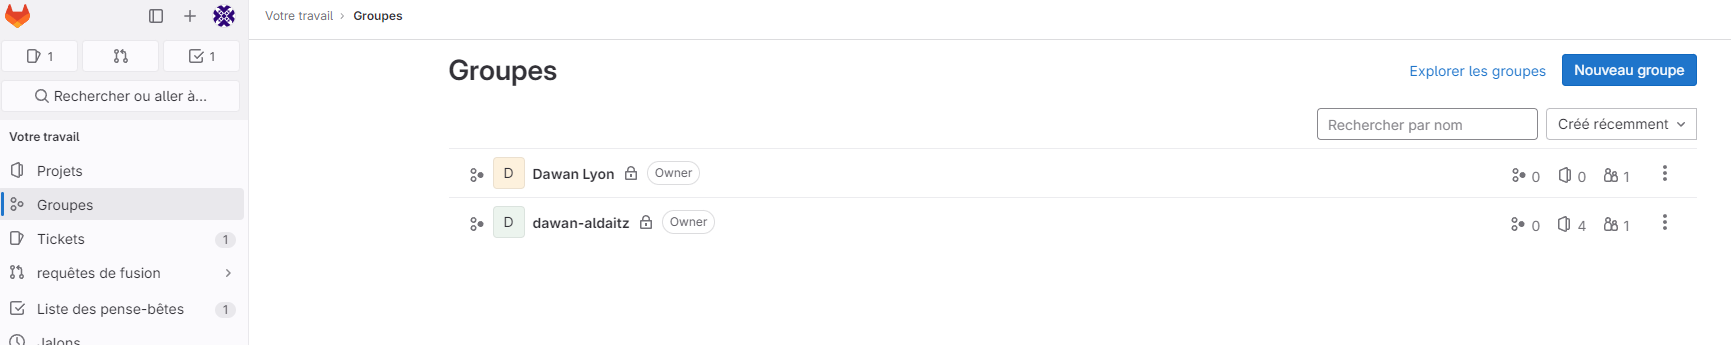 Votre travail › Groupes
1
1
Rechercher ou aller à...
Votre travail
Projets
Groupes
Tickets 1
requêtes de fusion
Liste des pense-bêtes 1
Jalons
Groupes
Explorer les groupes
Nouveau groupe
Rechercher par nom
Créé récemment
D Dawan Lyon Owner 0 0 1
D dawan-aldaitz Owner 0 4 1